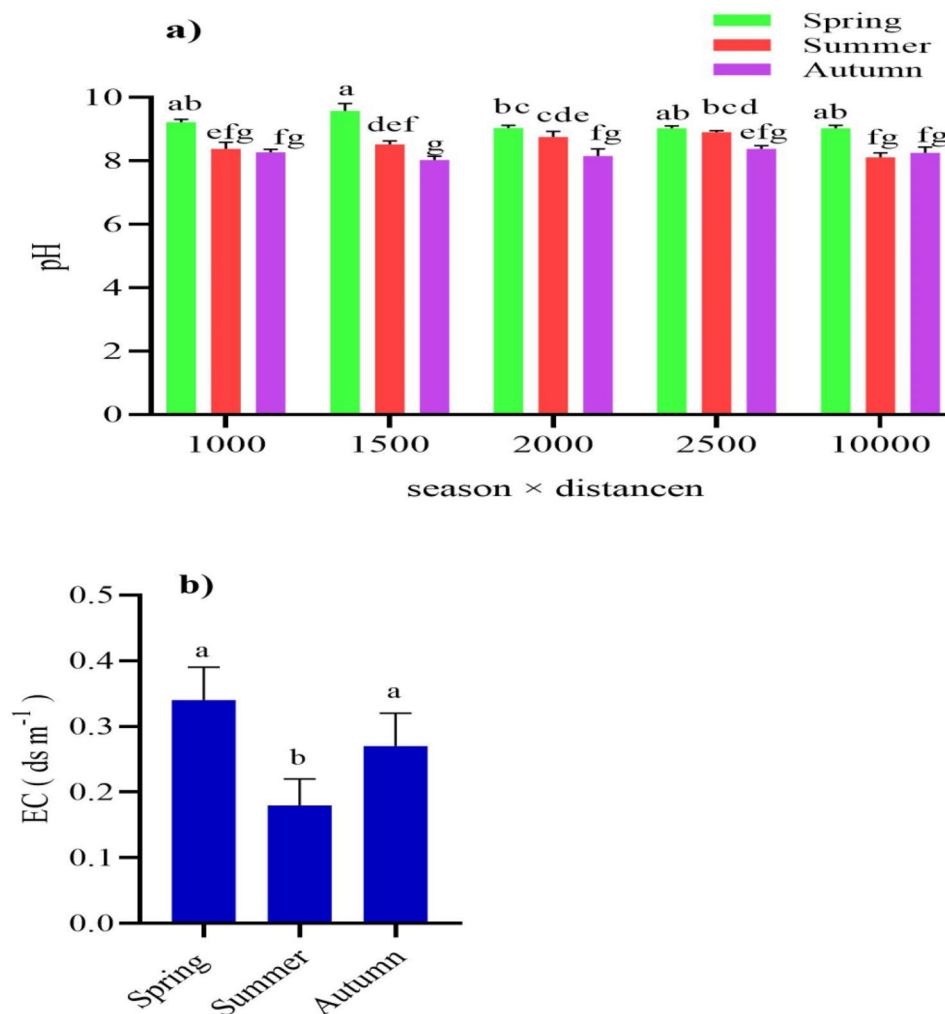 a)
Spring
Summer
Autumn
10
8
6
4
2
0
pH
ab efg fg a def g bc cde fg ab bcd efg ab fg fg
1000 1500 2000 2500 10000
season × distancen
b)
0.5
0.4
0.3
0.2
0.1
0.0
EC ( ds m-1 )
a b a
Spring Summer Autumn